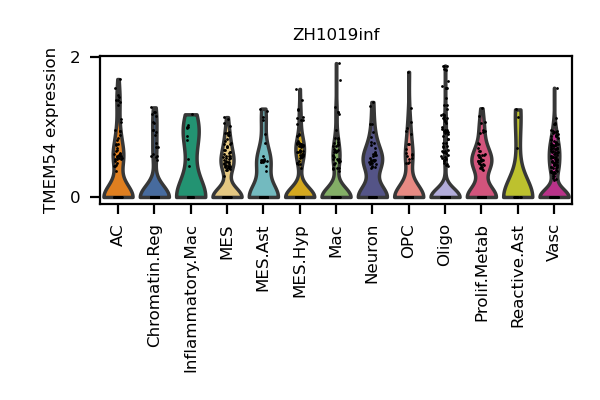 ZH1019inf
TMEM54 expression
2
0
AC
Chromatin.Reg
Inflammatory.Mac
MES
MES.Ast
MES.Hyp
Mac
Neuron
OPC
Oligo
Prolif.Metab
Reactive.Ast
Vasc